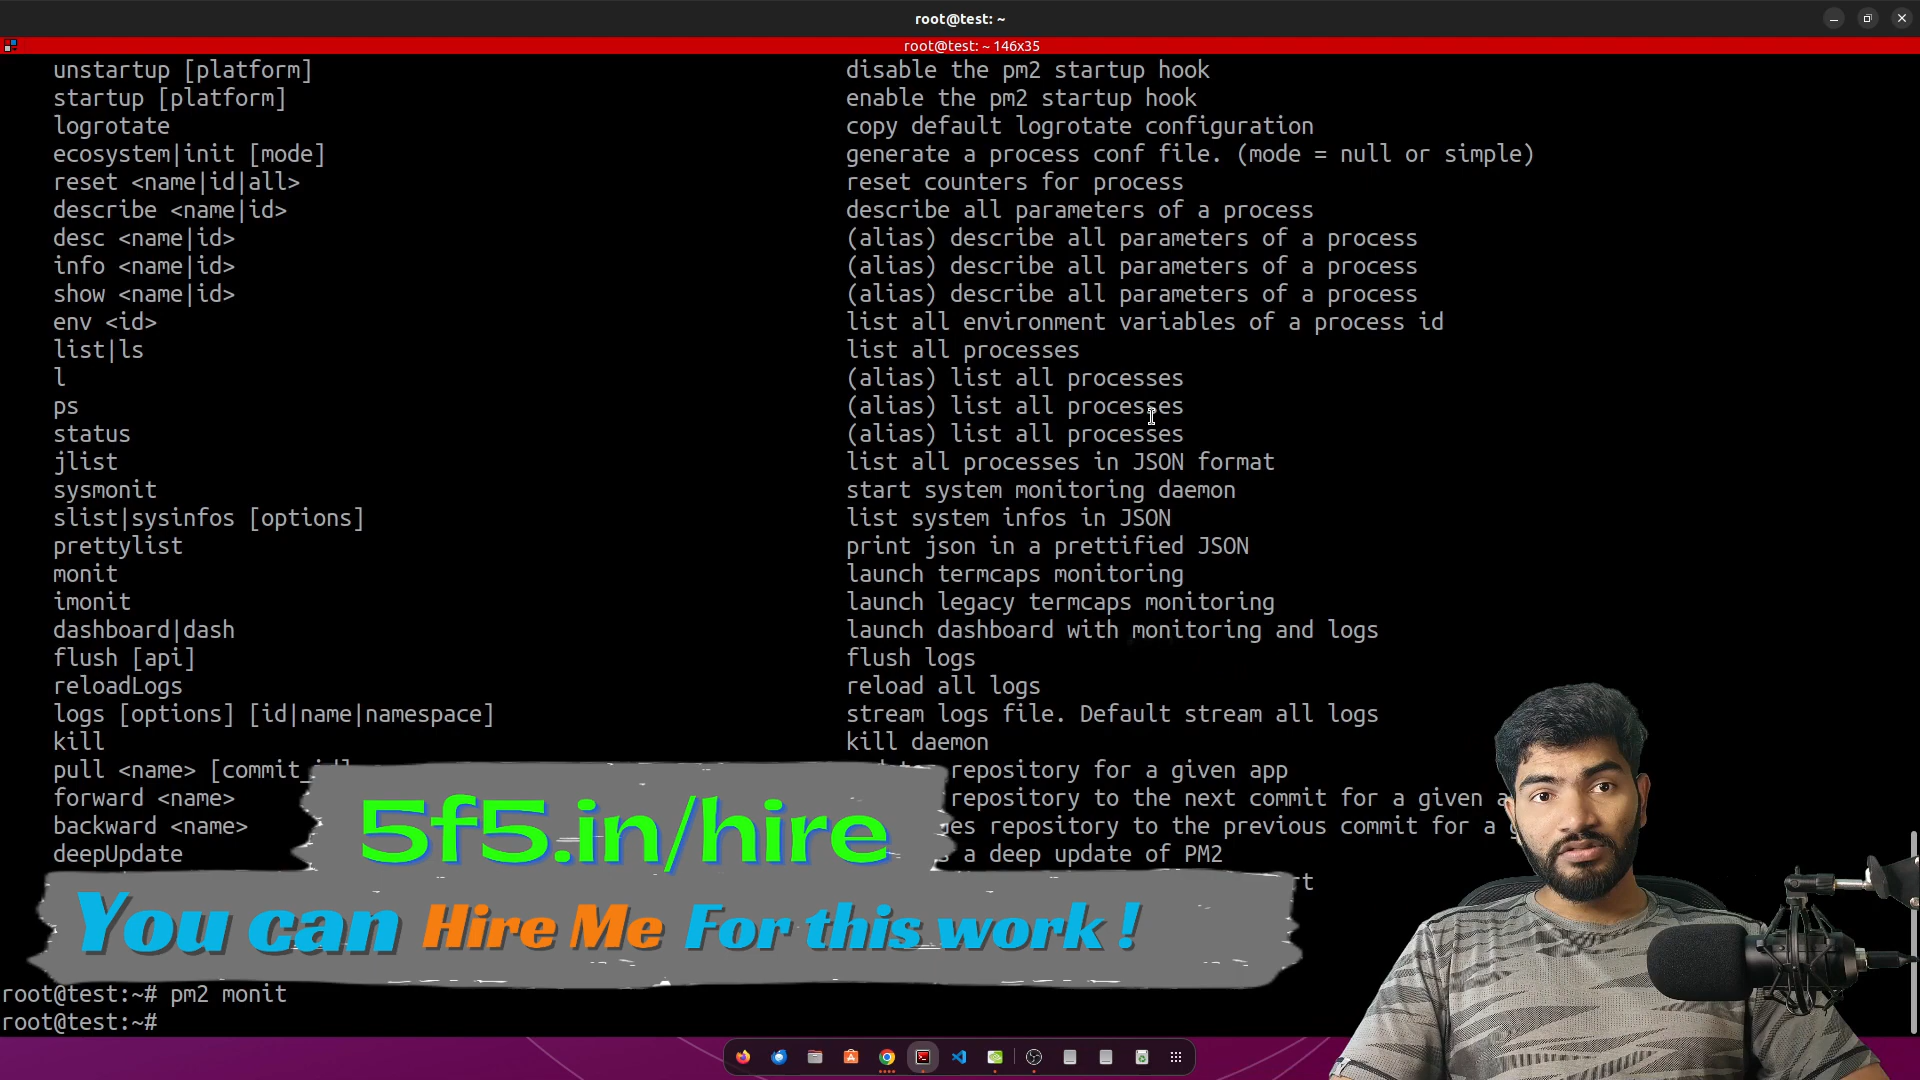 root@test: ~
root@test: ~ 146x35
unstartup [platform] disable the pm2 startup hook
startup [platform] enable the pm2 startup hook
logrotate copy default logrotate configuration
ecosystem|init [mode] generate a process conf file. (mode = null or simple)
reset <name|id|all> reset counters for process
describe <name|id> describe all parameters of a process
desc <name|id> (alias) describe all parameters of a process
info <name|id> (alias) describe all parameters of a process
show <name|id> (alias) describe all parameters of a process
env <id> list all environment variables of a process id
list|ls list all processes
l (alias) list all processes
ps (alias) list all processes
status (alias) list all processes
jlist list all processes in JSON format
sysmonit start system monitoring daemon
slist|sysinfos [options] list system infos in JSON
prettylist print json in a prettified JSON
monit launch termcaps monitoring
imonit launch legacy termcaps monitoring
dashboard|dash launch dashboard with monitoring and logs
flush [api] flush logs
reloadLogs reload all logs
logs [options] [id|name|namespace] stream logs file. Default stream all logs
kill kill daemon
pull <name> repository for a given app
forward <name> repository to the next commit for a given
backward <name> repository to the previous commit for a
deepUpdate a deep update of PM2
5f5.in/hire
You can Hire Me For this work !
root@test:~# pm2 monit
root@test:~#